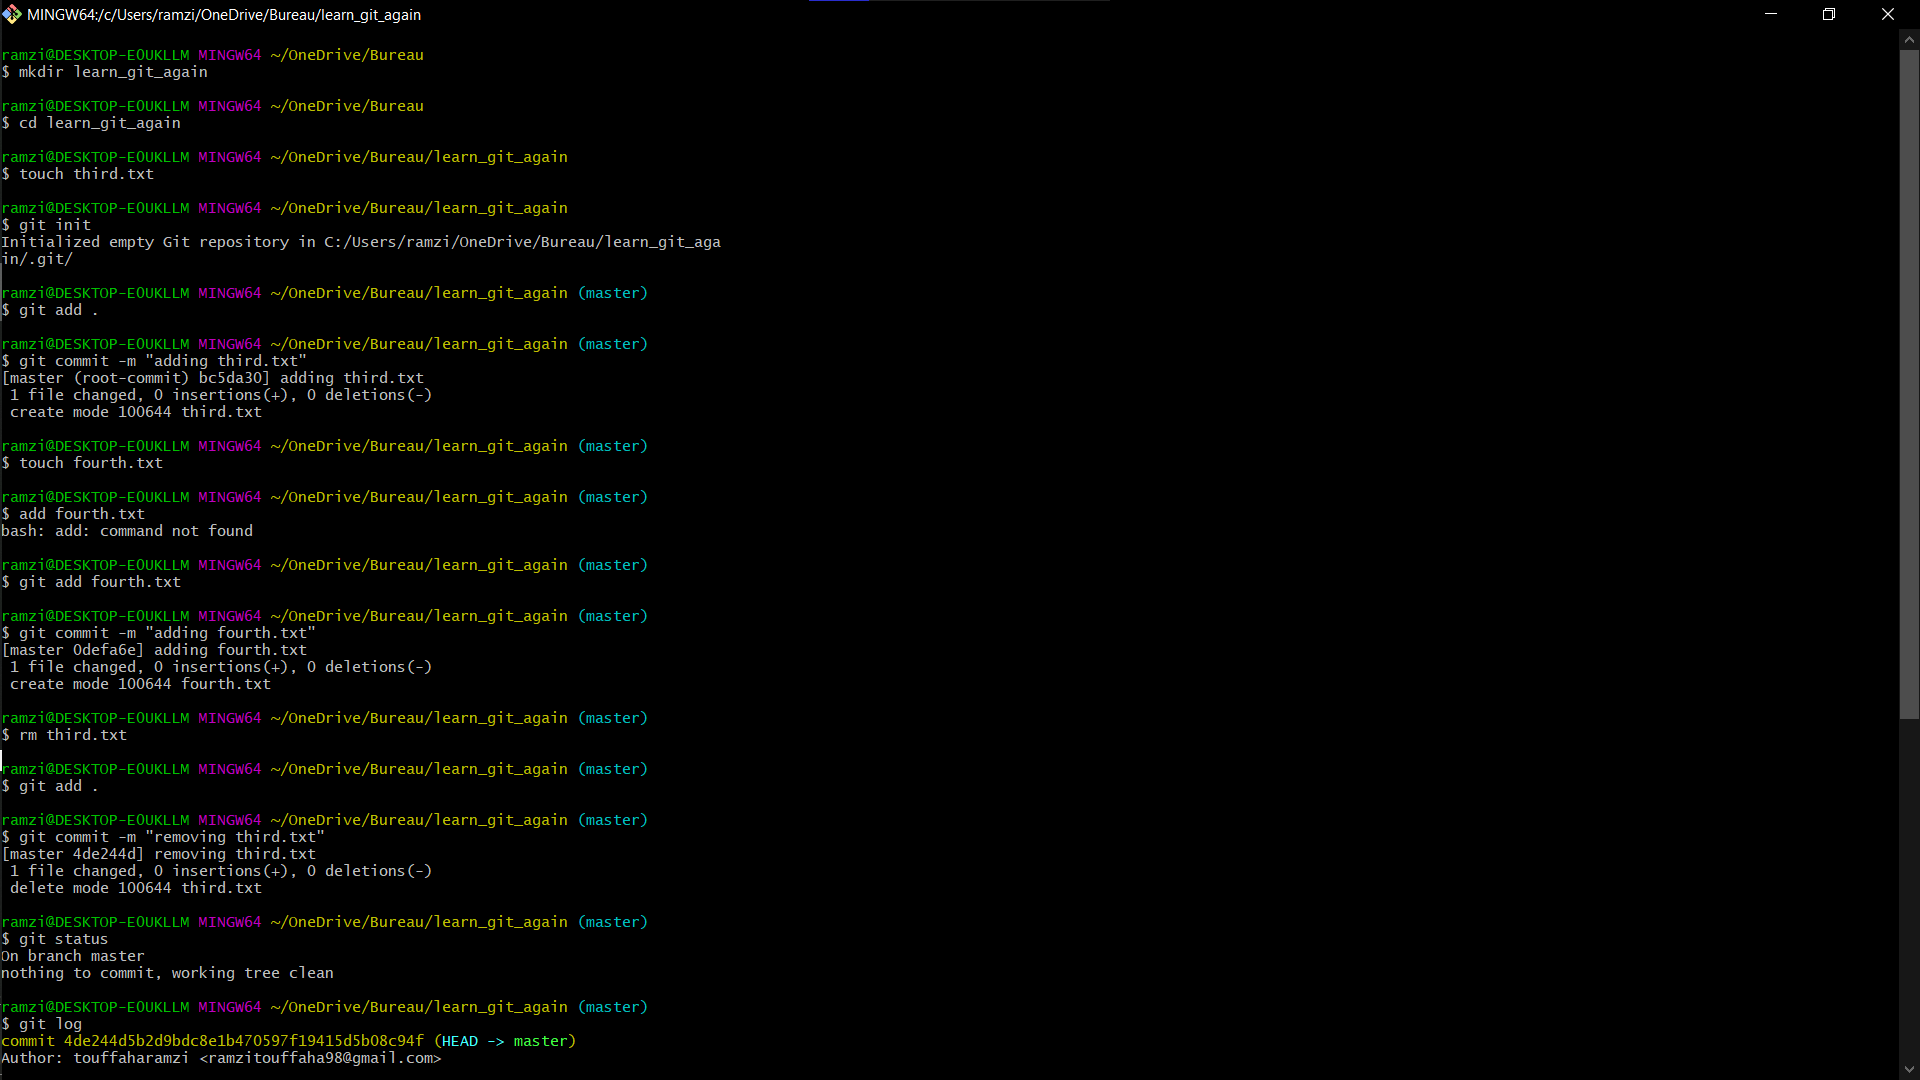 MINGW64:/c/Users/ramzi/OneDrive/Bureau/learn_git_again
ramzi@DESKTOP-EOUKLLM MINGW64 ~/OneDrive/Bureau
$ mkdir learn_git_again
ramzi@DESKTOP-EOUKLLM MINGW64 ~/OneDrive/Bureau
$ cd learn_git_again
ramzi@DESKTOP-EOUKLLM MINGW64 ~/OneDrive/Bureau/learn_git_again
$ touch third.txt
ramzi@DESKTOP-EOUKLLM MINGW64 ~/OneDrive/Bureau/learn_git_again
$ git init
Initialized empty Git repository in C:/Users/ramzi/OneDrive/Bureau/learn_git_aga
in/.git/
ramzi@DESKTOP-EOUKLLM MINGW64 ~/OneDrive/Bureau/learn_git_again (master)
$ git add .
ramzi@DESKTOP-EOUKLLM MINGW64 ~/OneDrive/Bureau/learn_git_again (master)
$ git commit -m "adding third.txt"
[master (root-commit) bc5da30] adding third.txt
1 file changed, 0 insertions(+), 0 deletions(-)
create mode 100644 third.txt
ramzi@DESKTOP-EOUKLLM MINGW64 ~/OneDrive/Bureau/learn_git_again (master)
$ touch fourth.txt
ramzi@DESKTOP-EOUKLLM MINGW64 ~/OneDrive/Bureau/learn_git_again (master)
$ add fourth.txt
bash: add: command not found
ramzi@DESKTOP-EOUKLLM MINGW64 ~/OneDrive/Bureau/learn_git_again (master)
$ git add fourth.txt
ramzi@DESKTOP-EOUKLLM MINGW64 ~/OneDrive/Bureau/learn_git_again (master)
$ git commit -m "adding fourth.txt"
[master 0defa6e] adding fourth.txt
1 file changed, 0 insertions(+), 0 deletions(-)
create mode 100644 fourth.txt
ramzi@DESKTOP-EOUKLLM MINGW64 ~/OneDrive/Bureau/learn_git_again (master)
$ rm third.txt
ramzi@DESKTOP-EOUKLLM MINGW64 ~/OneDrive/Bureau/learn_git_again (master)
$ git add .
ramzi@DESKTOP-EOUKLLM MINGW64 ~/OneDrive/Bureau/learn_git_again (master)
$ git commit -m "removing third.txt"
[master 4de244d] removing third.txt
1 file changed, 0 insertions(+), 0 deletions(-)
delete mode 100644 third.txt
ramzi@DESKTOP-EOUKLLM MINGW64 ~/OneDrive/Bureau/learn_git_again (master)
$ git status
On branch master
nothing to commit, working tree clean
ramzi@DESKTOP-EOUKLLM MINGW64 ~/OneDrive/Bureau/learn_git_again (master)
$ git log
commit 4de244d5b2d9bdc8e1b470597f19415d5b08c94f (HEAD -> master)
Author: touffaharamzi <ramzitouffaha98@gmail.com>